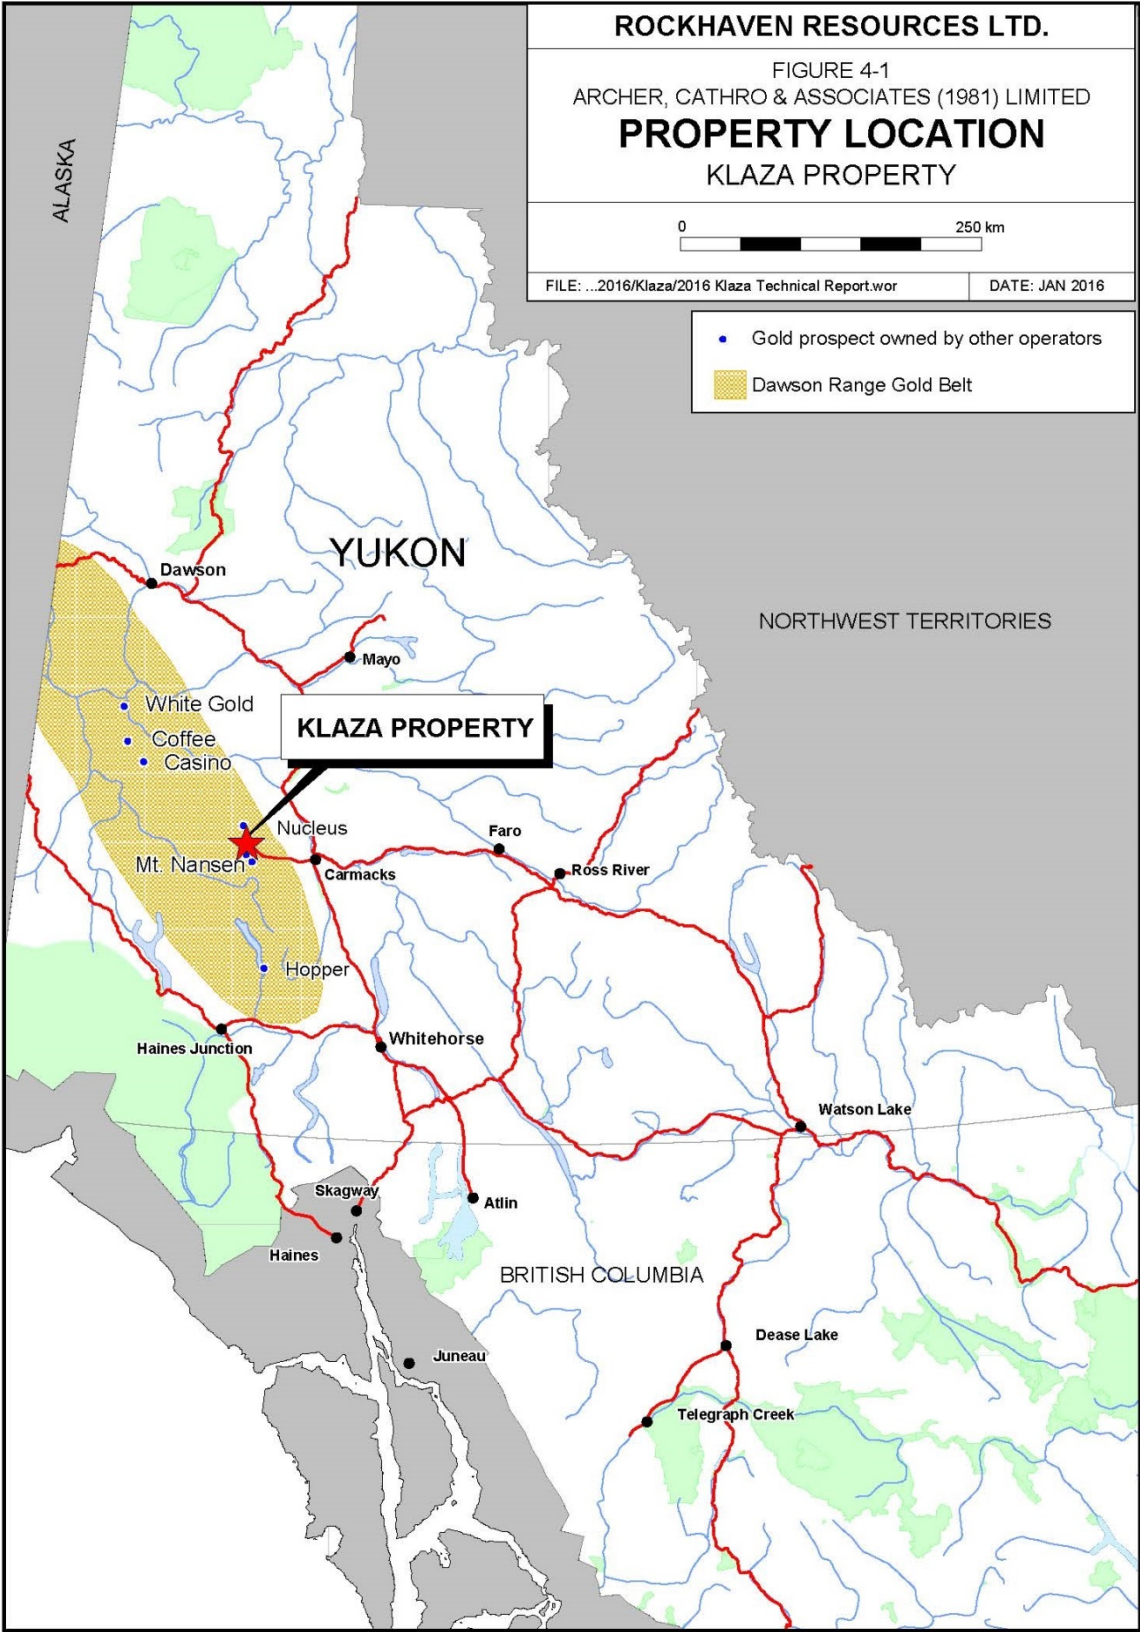 ROCKHAVEN RESOURCES LTD.
FIGURE 4-1
ARCHER, CATHRO & ASSOCIATES (1981) LIMITED
PROPERTY LOCATION
KLAZA PROPERTY
0 250 km
FILE: ...2016/Klaza/2016 Klaza Technical Report.wor DATE: JAN 2016
Gold prospect owned by other operators
Dawson Range Gold Belt
ALASKA
YUKON
Dawson
NORTHWEST TERRITORIES
Mayo
White Gold
KLAZA PROPERTY
Coffee
Casino
Nucleus
Faro
Mt. Nansen
Carmacks
Ross River
Hopper
Whitehorse
Haines Junction
Watson Lake
Skagway
Atlin
Haines
BRITISH COLUMBIA
Dease Lake
Juneau
Telegraph Creek